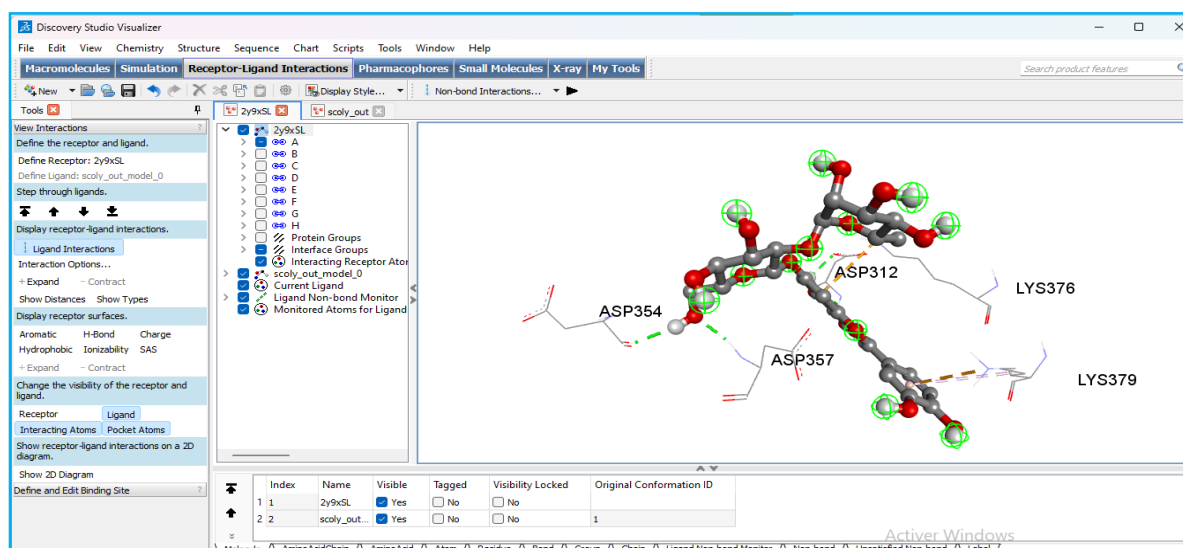 Discovery Studio Visualizer
File Edit View Chemistry Structure Sequence Chart Scripts Tools Window Help
Macromolecules Simulation Receptor-Ligand Interactions Pharmacophores Small Molecules X-ray My Tools
Search product features
New Display Style... Non-bond Interactions...
Tools
2y9xSL scoly_out
View Interactions
Define the receptor and ligand.
Define Receptor: 2y9xSL
Define Ligand: scoly_out_model_0
Step through ligands.
Display receptor-ligand interactions.
Ligand Interactions
Interaction Options...
+ Expand - Contract
Show Distances Show Types
Display receptor surfaces.
Aromatic H-Bond Charge
Hydrophobic Ionizability SAS
+ Expand - Contract
Change the visibility of the receptor and
ligand.
Receptor Ligand
Interacting Atoms Pocket Atoms
Show receptor-ligand interactions on a 2D
diagram.
Show 2D Diagram
Define and Edit Binding Site
2y9xSL
A
B
C
D
E
F
G
H
Protein Groups
Interface Groups
Interacting Receptor Ator
scoly_out_model_0
Current Ligand
Ligand Non-bond Monitor
Monitored Atoms for Ligand
ASP312
LYS376
ASP354
ASP357
LYS379
Index Name Visible Tagged Visibility Locked Original Conformation ID
1 1 2y9xSL Yes No No
2 2 scoly_out... Yes No No 1
Activer Windows